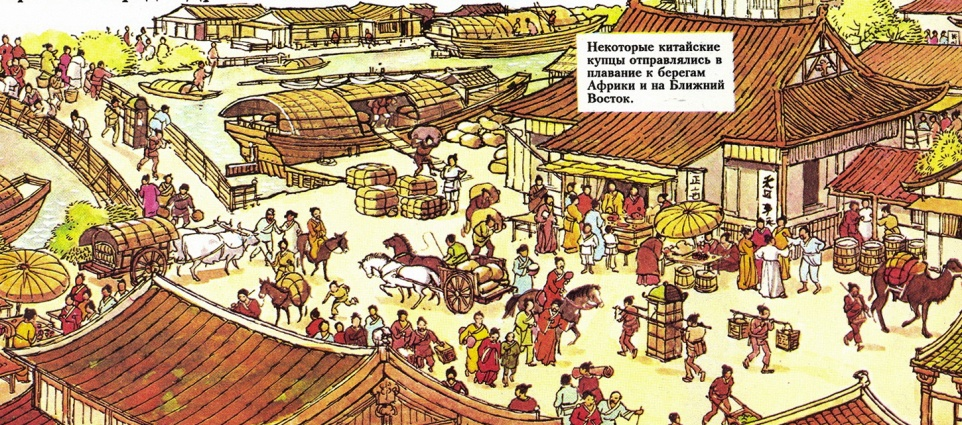 Некоторые китайские
купцы отправлялись в
плавание к берегам
Африки и на Ближний
Восток.